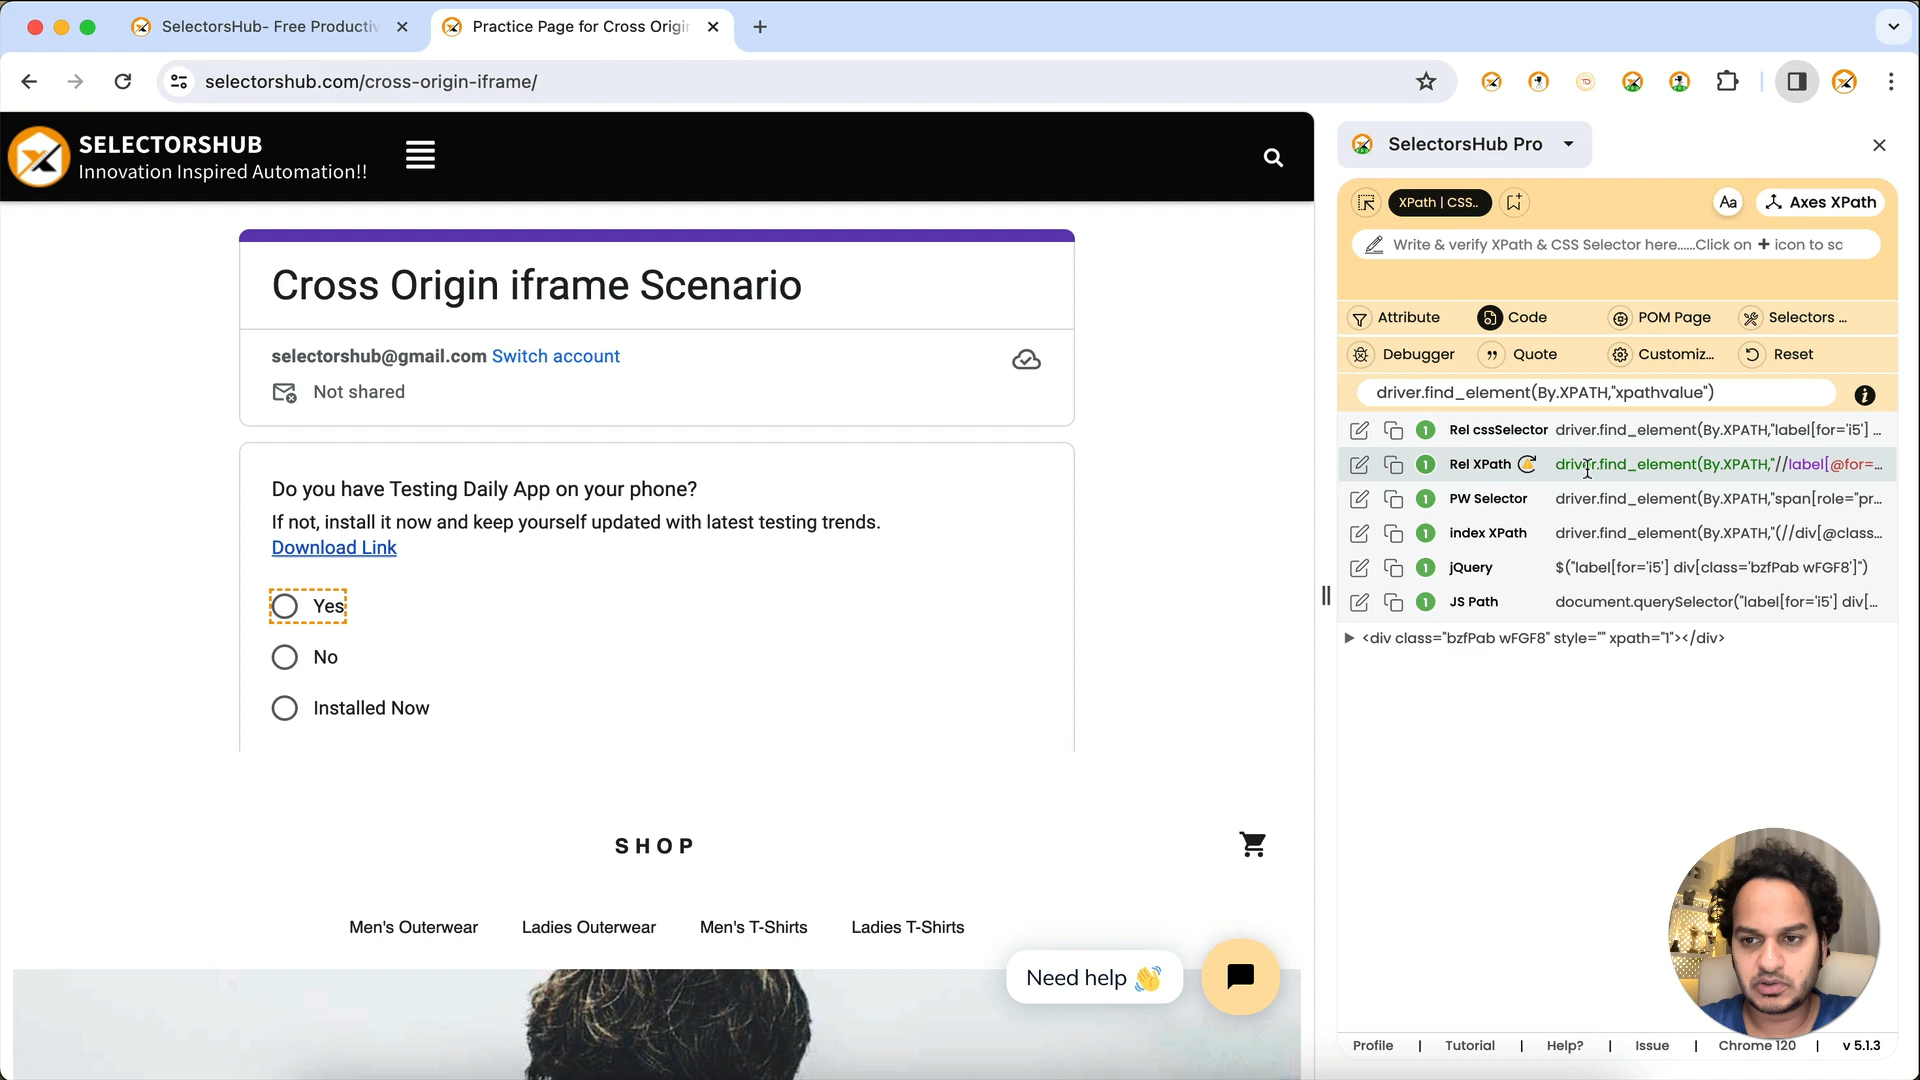 SelectorsHub- Free Productiv
Practice Page for Cross Origin
selectorshub.com/cross-origin-iframe/
SELECTORSHUB
Innovation Inspired Automation!!
Cross Origin iframe Scenario
selectorshub@gmail.com Switch account
Not shared
Do you have Testing Daily App on your phone?
If not, install it now and keep yourself updated with latest testing trends.
Download Link
Yes
No
Installed Now
SHOP
Men's Outerwear
Ladies Outerwear
Men's T-Shirts
Ladies T-Shirts
Need help 👋
SelectorsHub Pro
XPath | CSS..
Aa
Axes XPath
Write & verify XPath & CSS Selector here......Click on + icon to sc
Attribute
Code
POM Page
Selectors ...
Debugger
Quote
Customiz...
Reset
driver.find_element(By.XPATH,"xpathvalue")
1 Rel cssSelector driver.find_element(By.XPATH,"label[for='i5'] ...
1 Rel XPath driver.find_element(By.XPATH,"//label[@for=...
1 PW Selector driver.find_element(By.XPATH,"span[role="pr...
1 index XPath driver.find_element(By.XPATH,"(//div[@class...
1 jQuery $("label[for='i5'] div[class='bzfPab wFGF8']")
1 JS Path document.querySelector("label[for='i5'] div[...
<div class="bzfPab wFGF8" style="" xpath="1"></div>
Profile | Tutorial | Help? | Issue | Chrome 120 | v 5.1.3